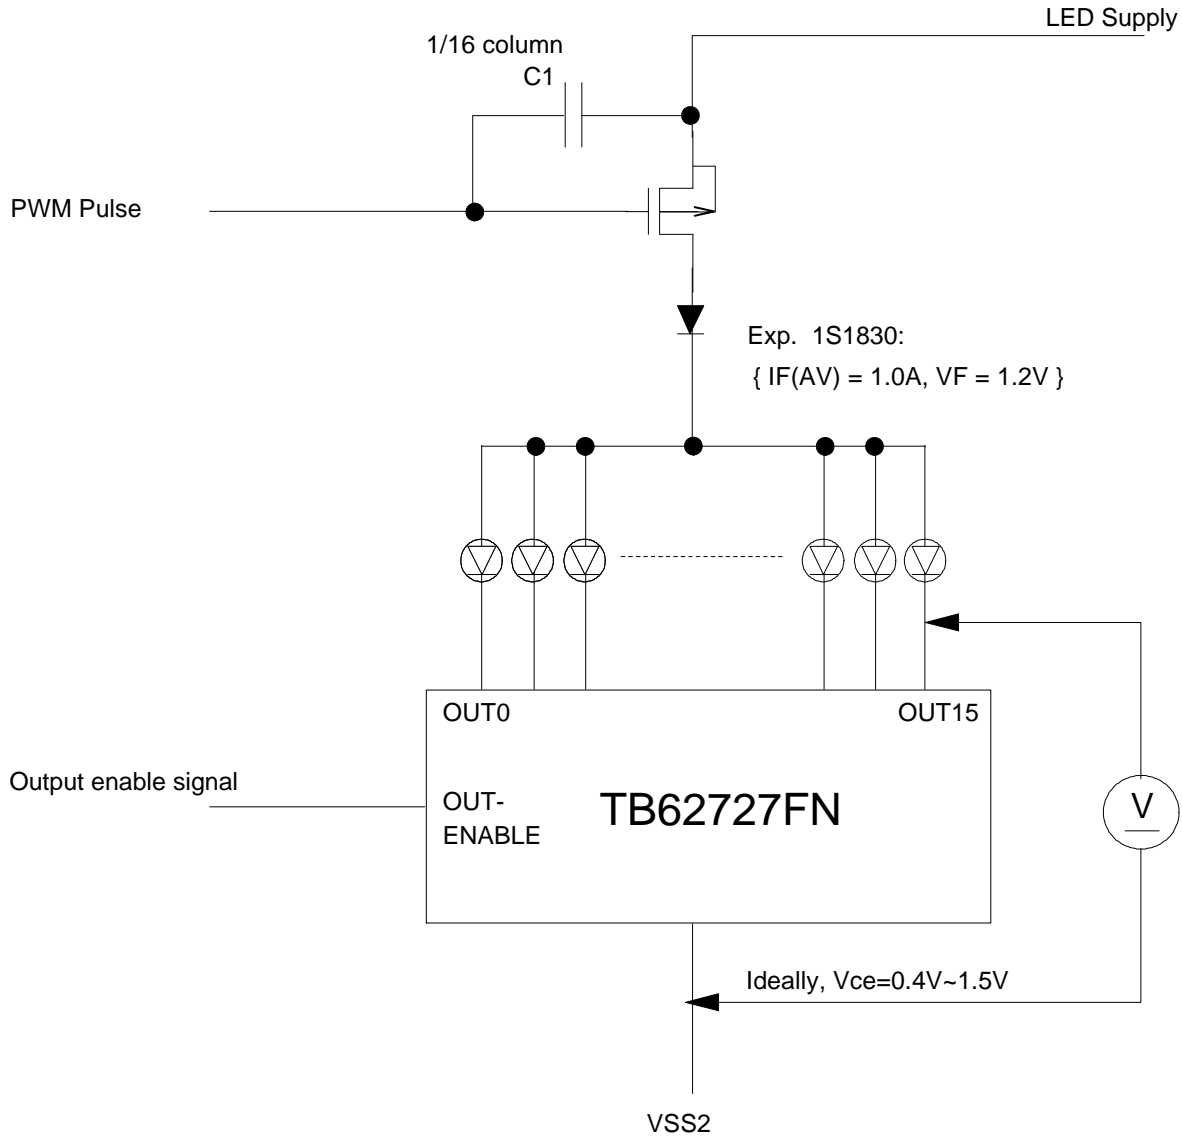 LED Supply
1/16 column
C1
PWM Pulse
Exp. 1S1830:
{ IF(AV) = 1.0A, VF = 1.2V }
OUT0
OUT15
Output enable signal
OUT-
ENABLE
TB62727FN
V
Ideally, Vce=0.4V~1.5V
VSS2